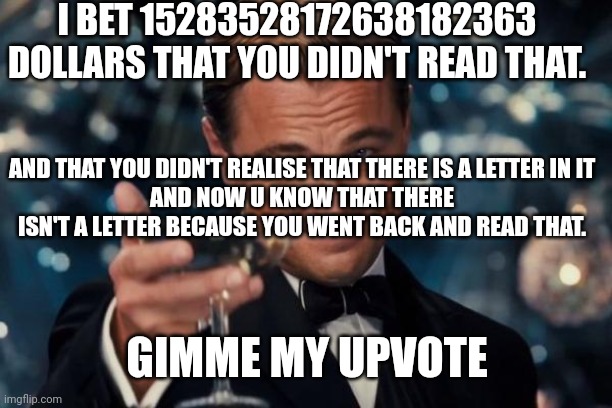 I BET 15283528172638182363
DOLLARS THAT YOU DIDN'T READ THAT.
AND THAT YOU DIDN'T REALISE THAT THERE IS A LETTER IN IT
AND NOW U KNOW THAT THERE
ISN'T A LETTER BECAUSE YOU WENT BACK AND READ THAT.
GIMME MY UPVOTE
imgflip.com